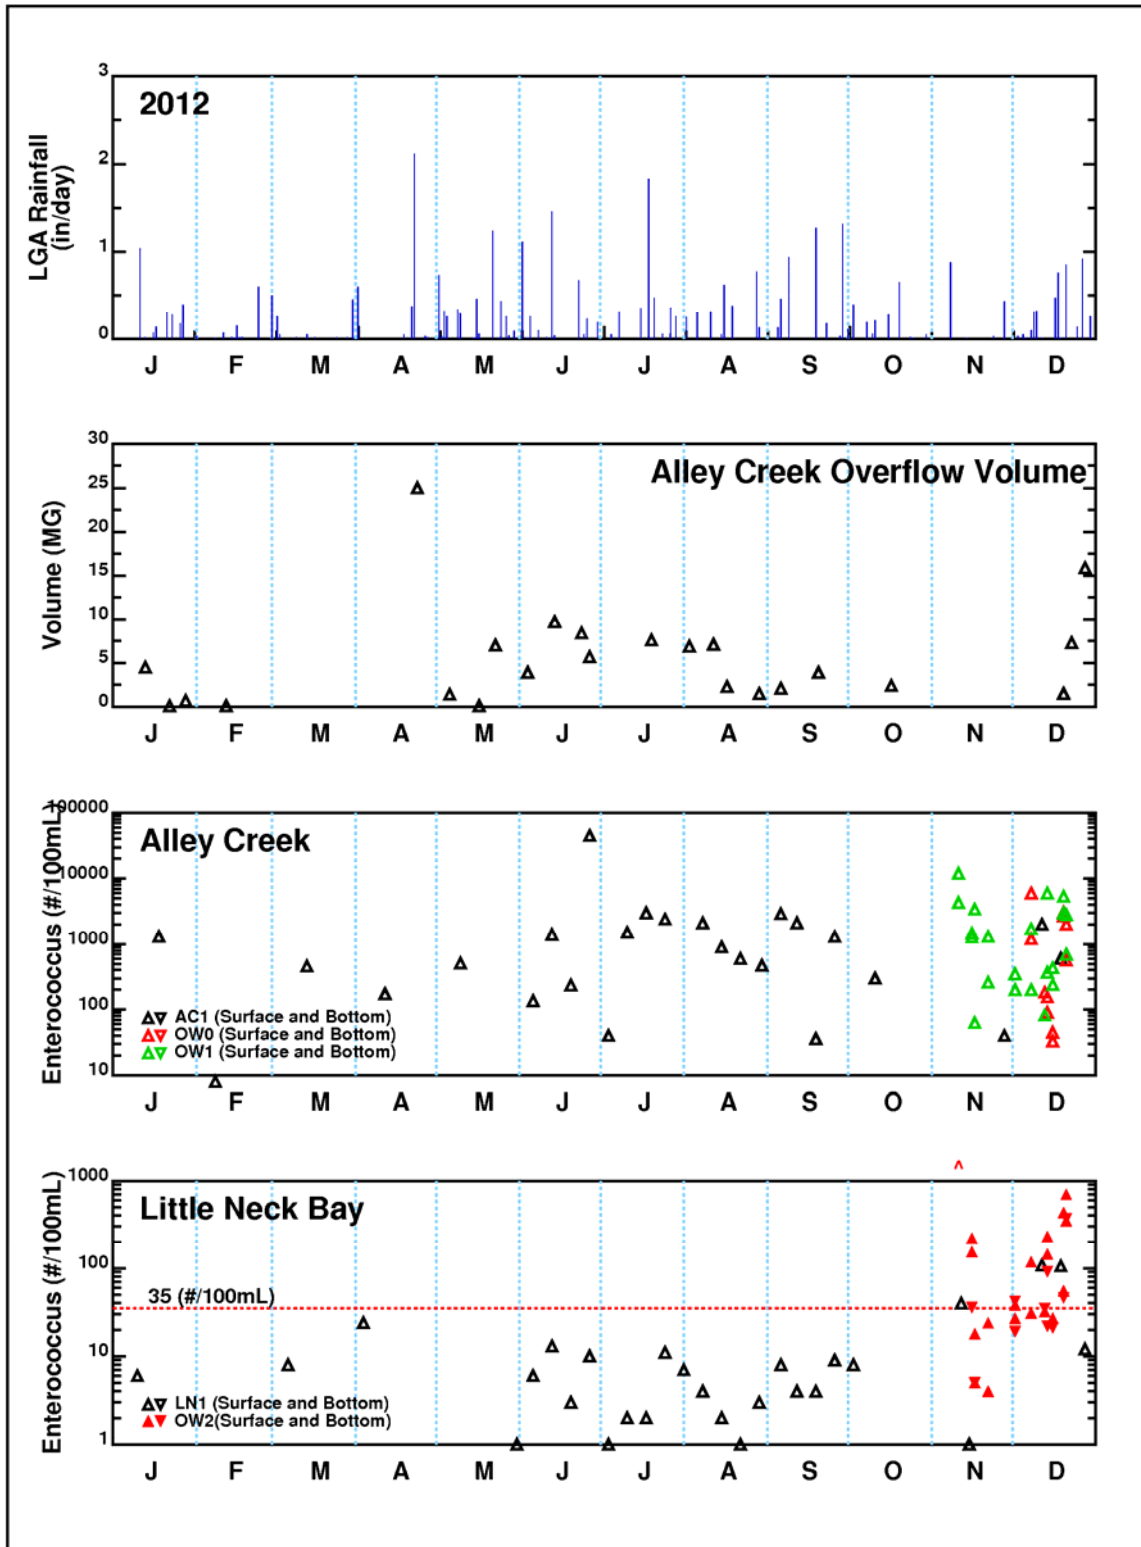 2012
LGA Rainfall
(in/day)
3
2
1
0
J F M A M J J A S O N D
Alley Creek Overflow Volume
Volume (MG)
30
25
20
15
10
5
0
J F M A M J J A S O N D
Alley Creek
Enterococcus (#/100mL)
100000
10000
1000
100
10
AC1 (Surface and Bottom)
OW0 (Surface and Bottom)
OW1 (Surface and Bottom)
J F M A M J J A S O N D
Little Neck Bay
Enterococcus (#/100mL)
1000
100
10
1
35 (#/100mL)
LN1 (Surface and Bottom)
OW2(Surface and Bottom)
J F M A M J J A S O N D